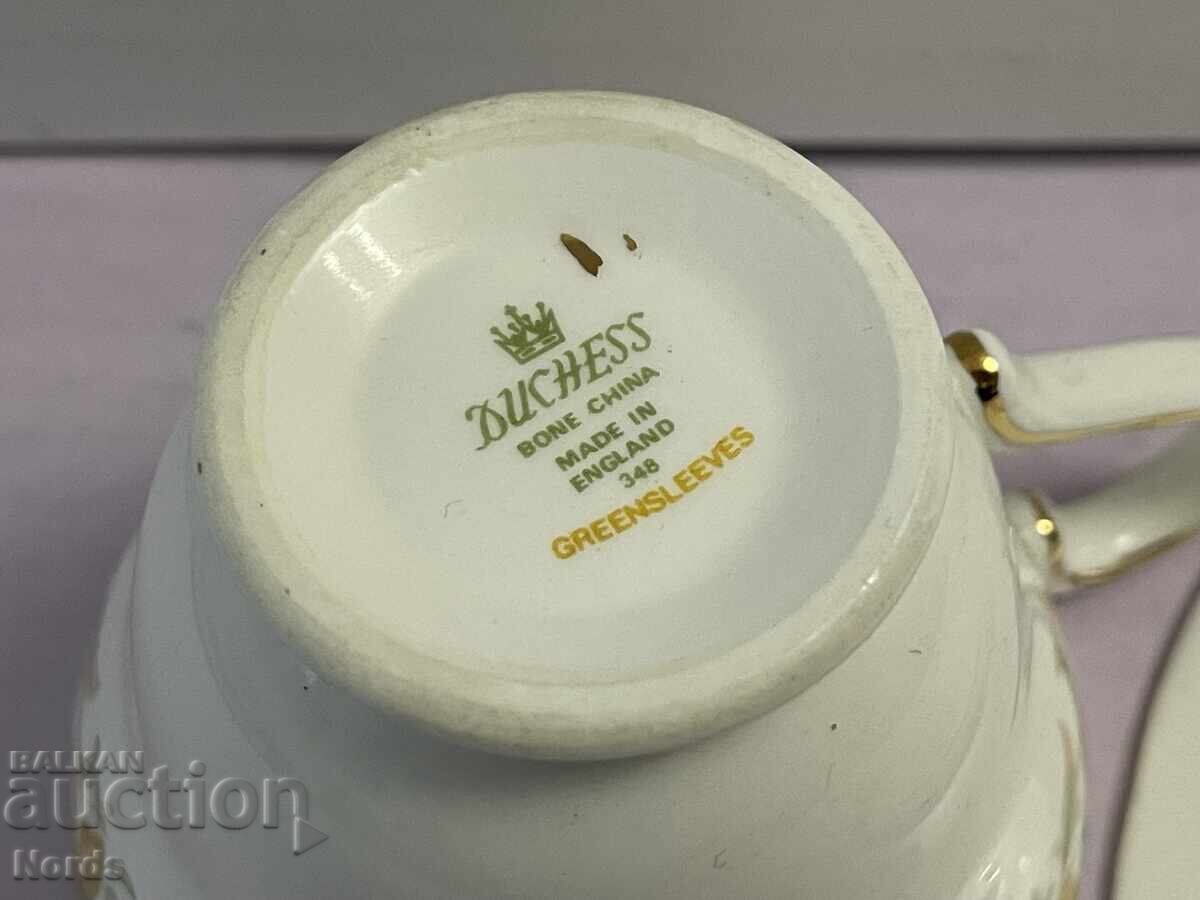 DUCHESS
BONE CHINA
MADE IN
ENGLAND
348
GREENSLEEVES
BALKAN
auction
Nords